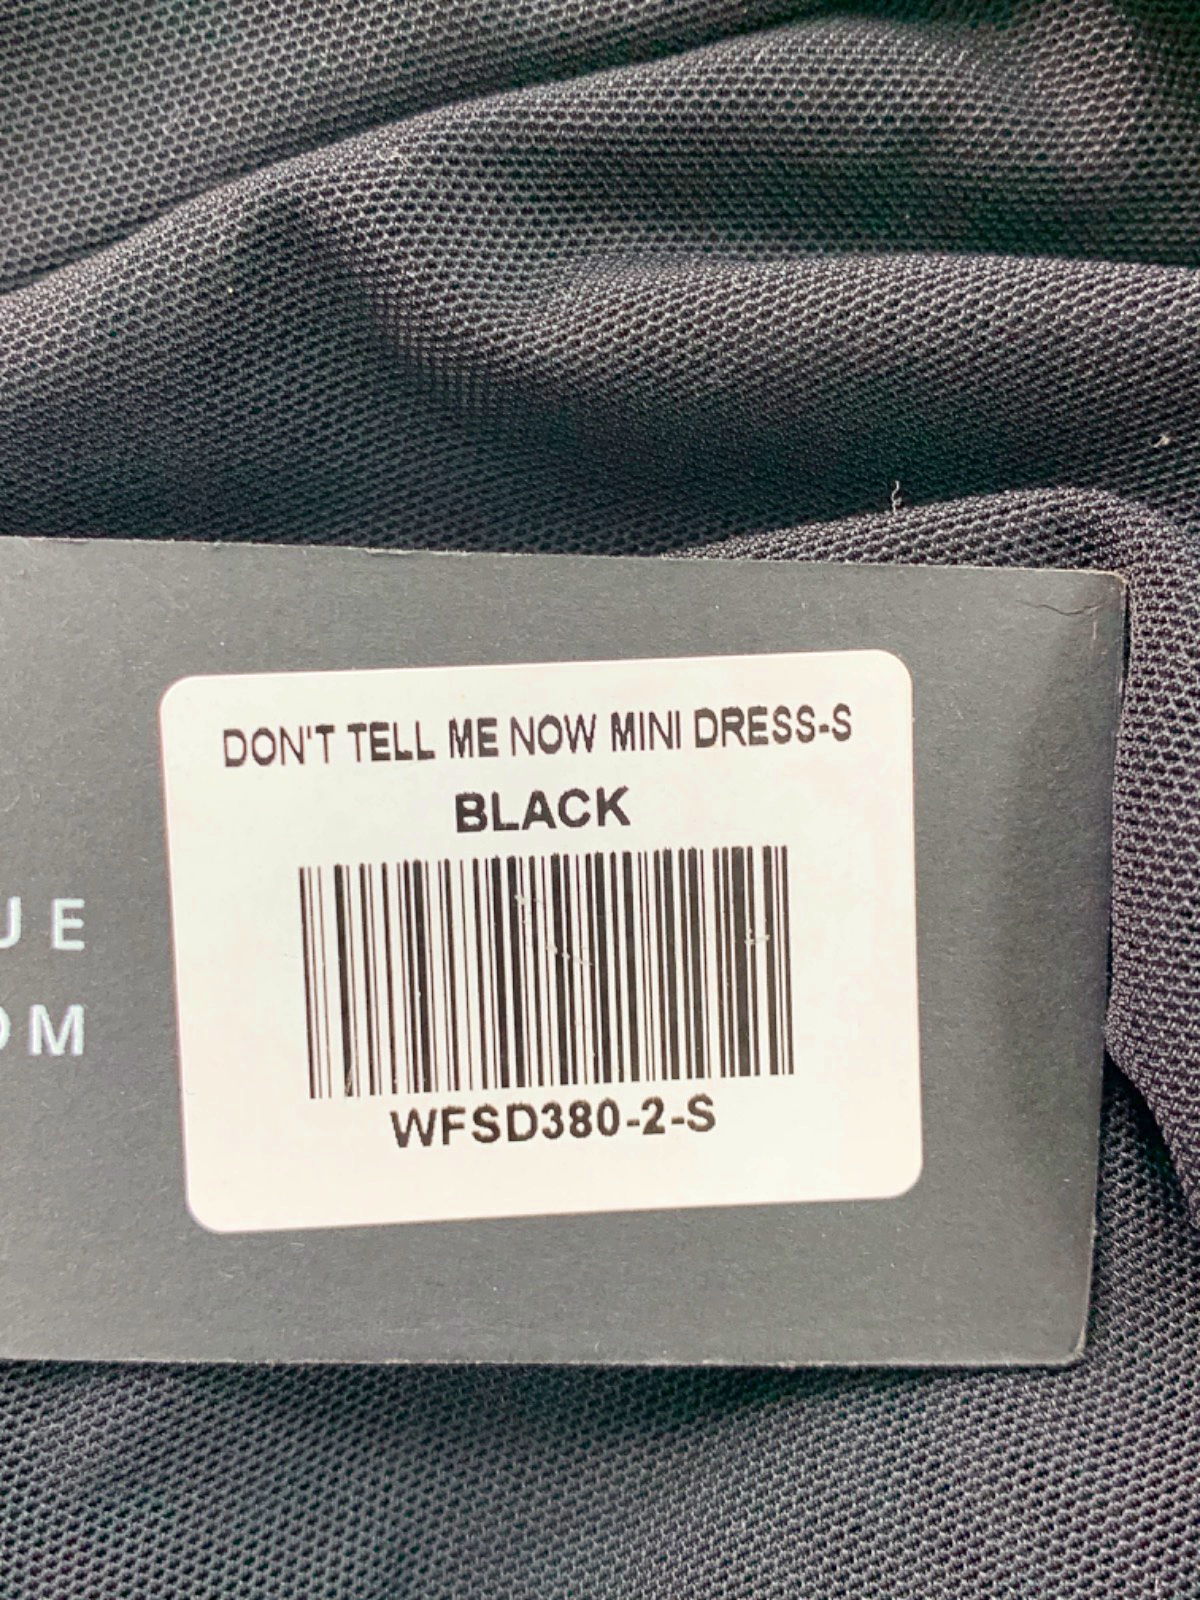 DON'T TELL ME NOW MINI DRESS-S
BLACK
WFSD380-2-S